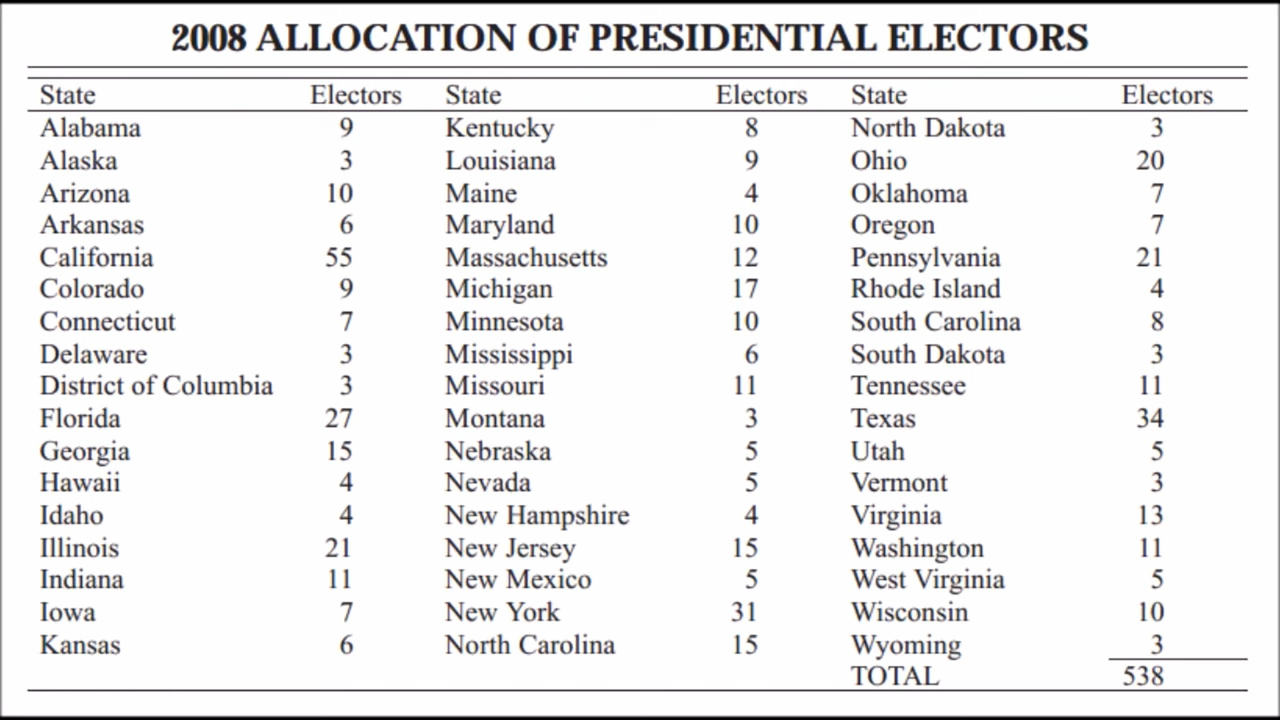 2008 ALLOCATION OF PRESIDENTIAL ELECTORS
State Electors State Electors State Electors
Alabama 9 Kentucky 8 North Dakota 3
Alaska 3 Louisiana 9 Ohio 20
Arizona 10 Maine 4 Oklahoma 7
Arkansas 6 Maryland 10 Oregon 7
California 55 Massachusetts 12 Pennsylvania 21
Colorado 9 Michigan 17 Rhode Island 4
Connecticut 7 Minnesota 10 South Carolina 8
Delaware 3 Mississippi 6 South Dakota 3
District of Columbia 3 Missouri 11 Tennessee 11
Florida 27 Montana 3 Texas 34
Georgia 15 Nebraska 5 Utah 5
Hawaii 4 Nevada 5 Vermont 3
Idaho 4 New Hampshire 4 Virginia 13
Illinois 21 New Jersey 15 Washington 11
Indiana 11 New Mexico 5 West Virginia 5
Iowa 7 New York 31 Wisconsin 10
Kansas 6 North Carolina 15 Wyoming 3
TOTAL 538